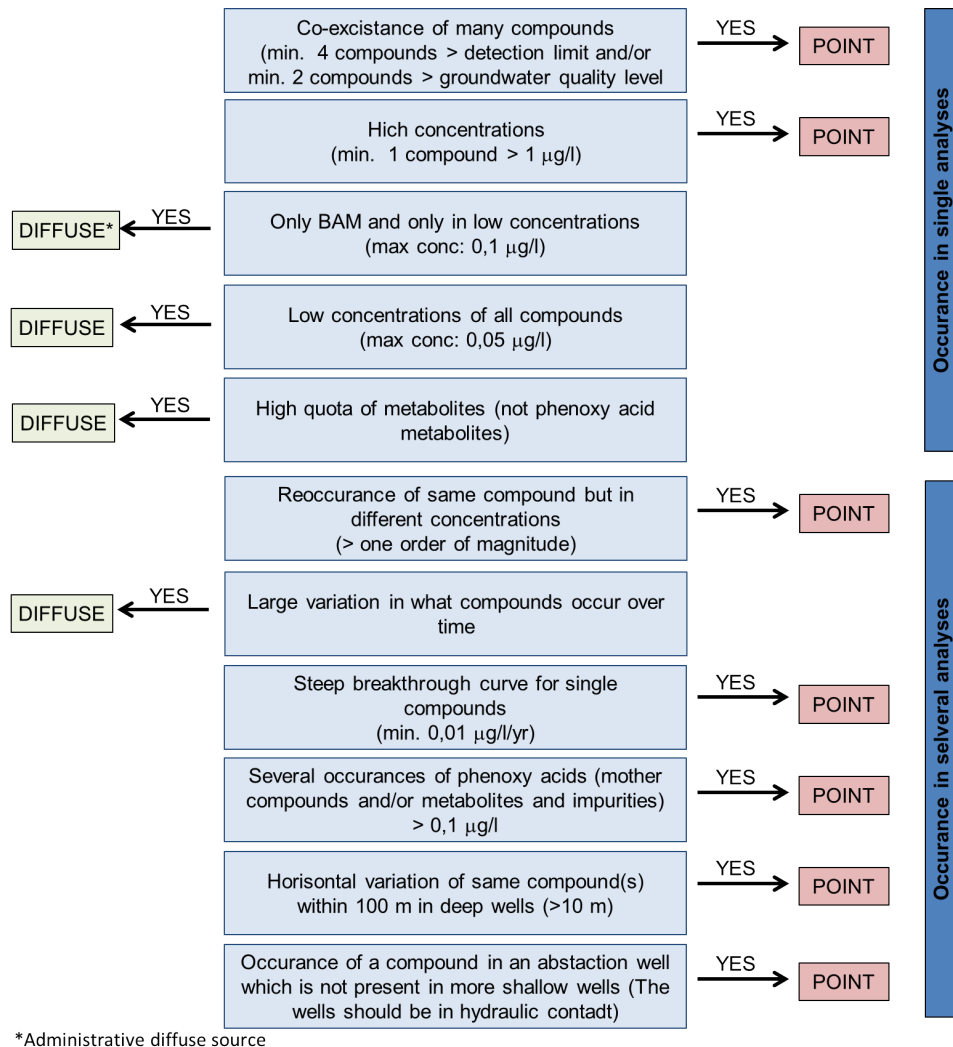 Co-excistance of many compounds
(min. 4 compounds > detection limit and/or
min. 2 compounds > groundwater quality level
YES
POINT
Hich concentrations
(min. 1 compound > 1 µg/l)
YES
POINT
DIFFUSE*
YES
Only BAM and only in low concentrations
(max conc: 0,1 µg/l)
DIFFUSE
YES
Low concentrations of all compounds
(max conc: 0,05 µg/l)
DIFFUSE
YES
High quota of metabolites (not phenoxy acid
metabolites)
Occurance in single analyses
Reoccurance of same compound but in
different concentrations
(> one order of magnitude)
YES
POINT
DIFFUSE
YES
Large variation in what compounds occur over
time
Steep breakthrough curve for single
compounds
(min. 0,01 µg/l/yr)
YES
POINT
Several occurances of phenoxy acids (mother
compounds and/or metabolites and impurities)
> 0,1 µg/l
YES
POINT
Horisontal variation of same compound(s)
within 100 m in deep wells (>10 m)
YES
POINT
Occurance of a compound in an abstaction well
which is not present in more shallow wells (The
wells should be in hydraulic contadt)
YES
POINT
Occurance in selveral analyses
*Administrative diffuse source